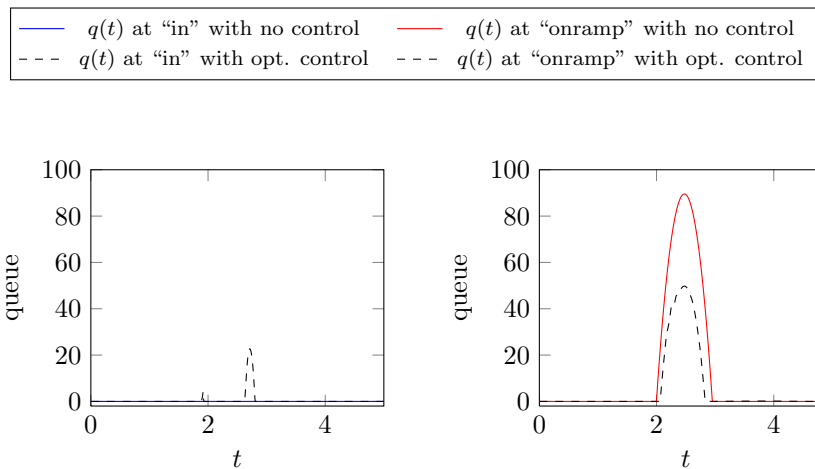 q(t) at “in” with no control q(t) at “onramp” with no control
q(t) at “in” with opt. control q(t) at “onramp” with opt. control
100
80
60
40
20
0
queue
0 2 4
t
100
80
60
40
20
0
queue
0 2 4
t